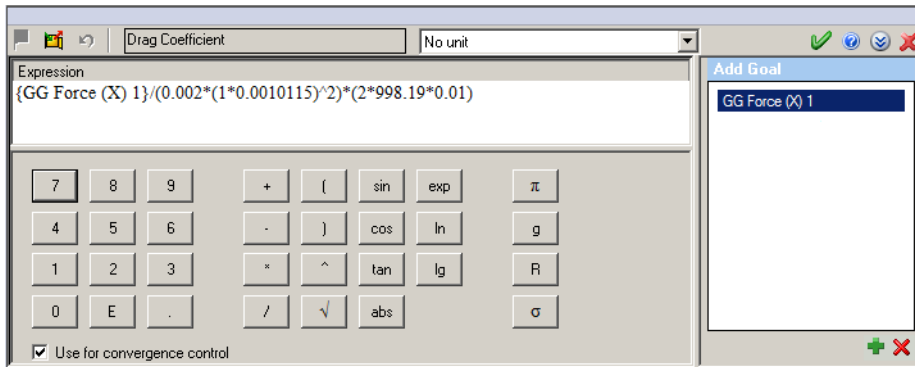 Drag Coefficient No unit
Expression Add Goal
{GG Force (X) 1}/(0.002*(1*0.0010115)^2)*(2*998.19*0.01)
GG Force (X) 1
7 8 9 + ( sin exp π
4 5 6 - ) cos ln g
1 2 3 * ^ tan lg R
0 E . / √ abs σ
Use for convergence control